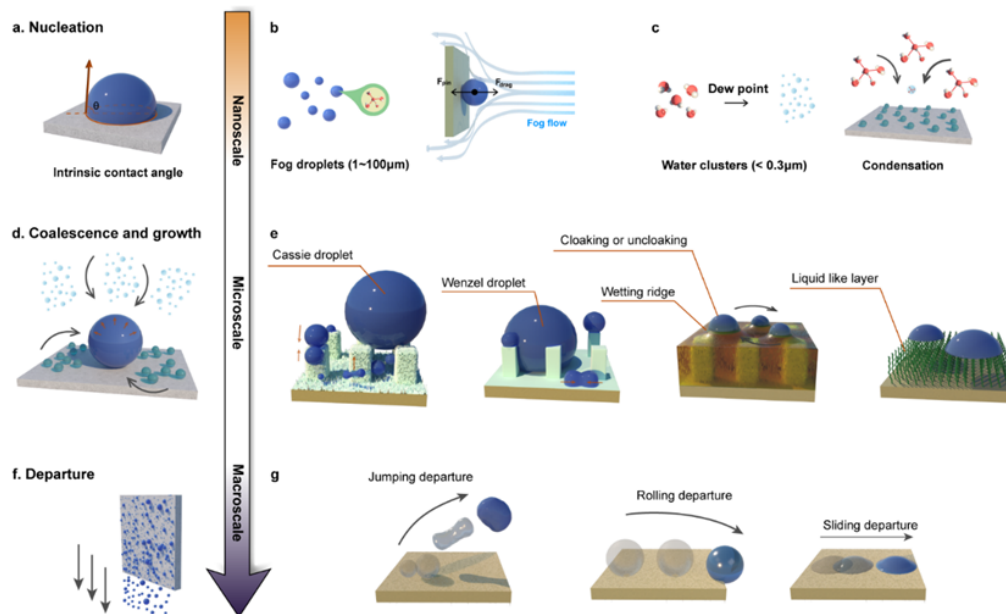 a. Nucleation
θ
Intrinsic contact angle
Nanoscale
b
Fog droplets (1~100μm)
Fpin
Fdrag
Fog flow
c
Dew point
Water clusters (< 0.3μm)
Condensation
d. Coalescence and growth
Microscale
e
Cassie droplet
Wenzel droplet
Cloaking or uncloaking
Wetting ridge
Liquid like layer
f. Departure
Macroscale
g
Jumping departure
Rolling departure
Sliding departure